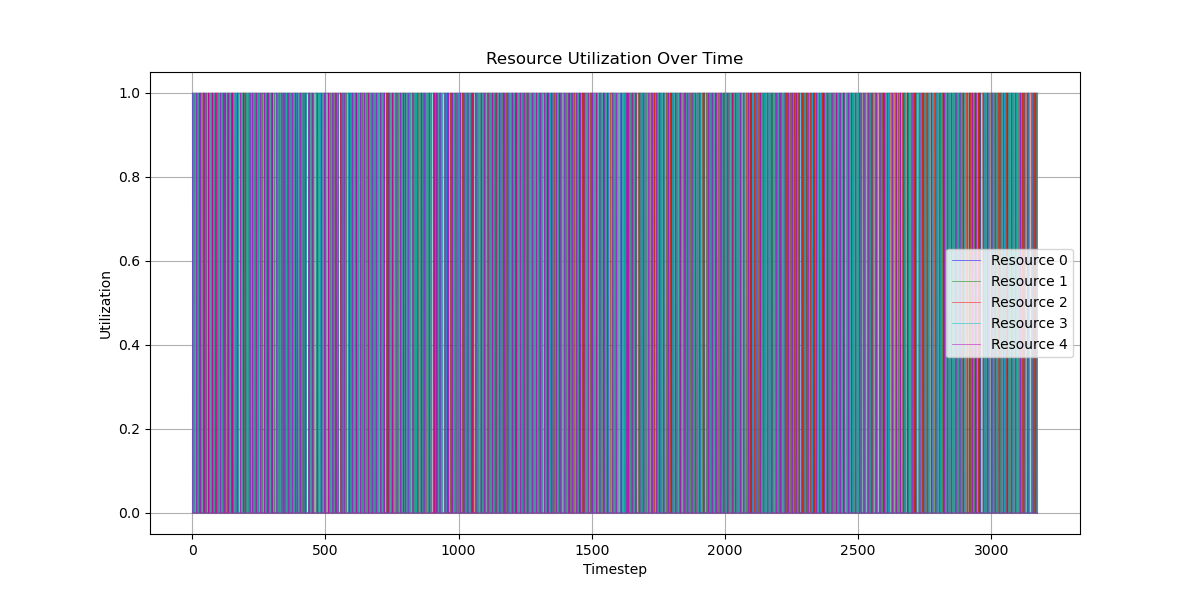 Resource Utilization Over Time
Utilization
1.0
0.8
0.6
0.4
0.2
0.0
Resource 0
Resource 1
Resource 2
Resource 3
Resource 4
0 500 1000 1500 2000 2500 3000
Timestep